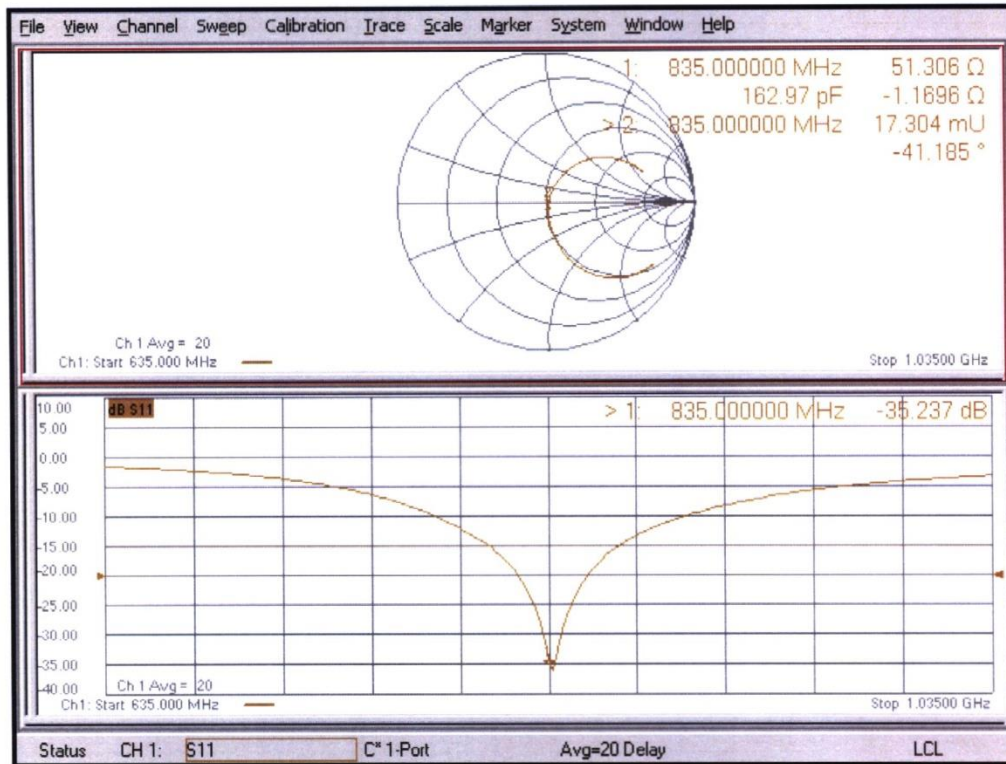 File View Channel Sweep Calibration Trace Scale Marker System Window Help
1: 835.000000 MHz 51.306 Ω
162.97 pF -1.1696 Ω
> 2: 835.000000 MHz 17.304 mU
-41.185 °
Ch 1 Avg = 20
Ch1: Start 635.000 MHz
Stop 1.03500 GHz
10.00
dB S11
> 1: 835.000000 MHz -35.237 dB
5.00
0.00
-5.00
-10.00
-15.00
-20.00
-25.00
-30.00
-35.00
-40.00
Ch 1 Avg = 20
Ch1: Start 635.000 MHz
Stop 1.03500 GHz
Status CH 1: S11 C* 1-Port Avg=20 Delay LCL